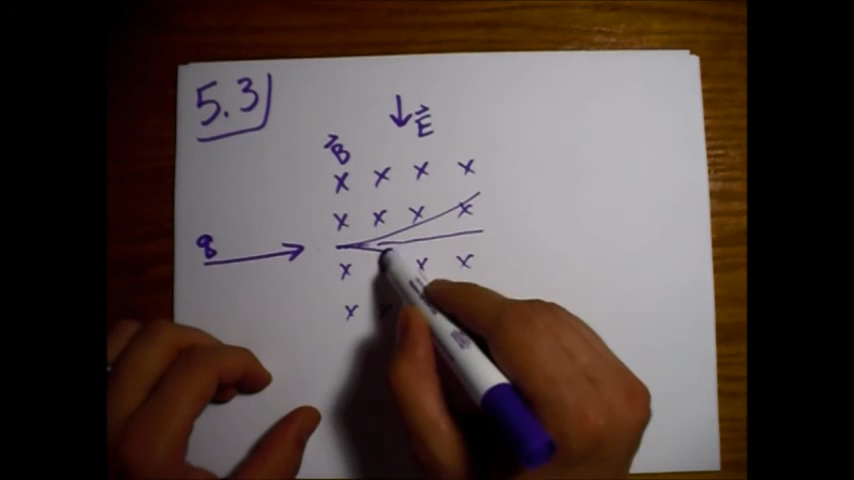 5.3
↓ E⃗
B⃗
x x x x
x x x x
q →
x x x
x x